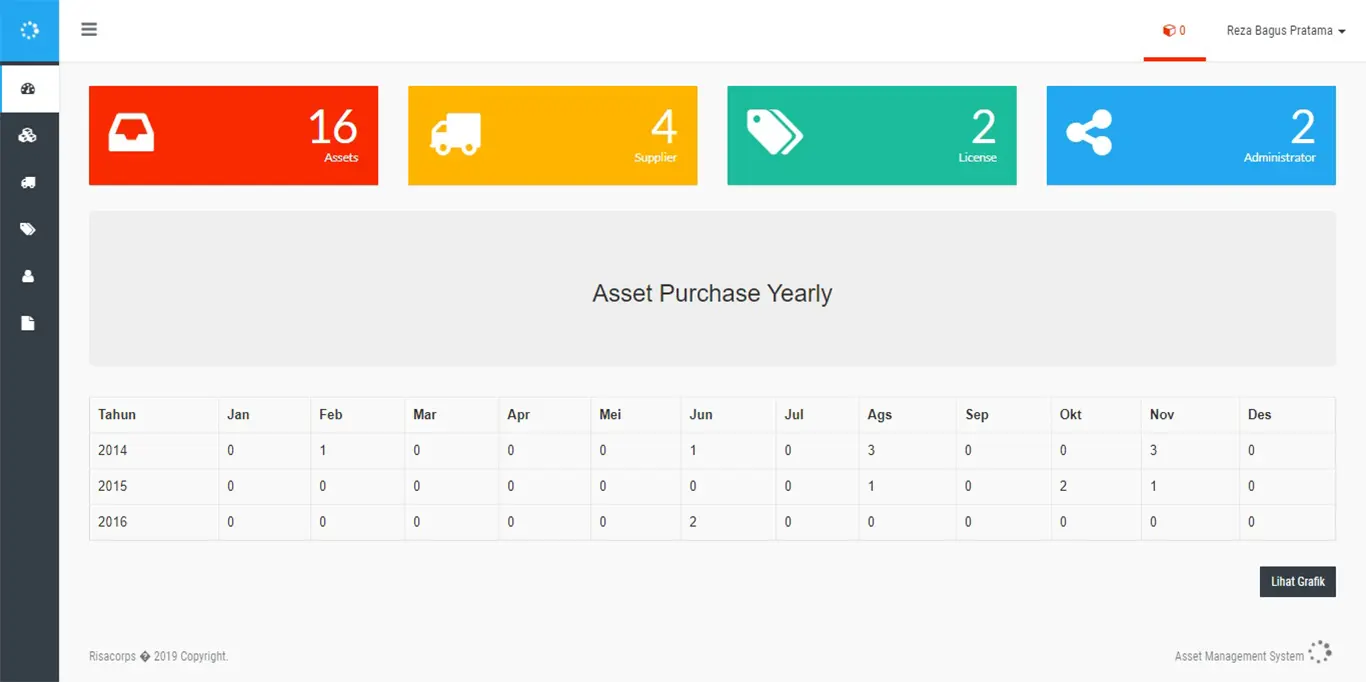 0 Reza Bagus Pratama
16 4 2 2
Assets Supplier License Administrator
Asset Purchase Yearly
Tahun Jan Feb Mar Apr Mei Jun Jul Ags Sep Okt Nov Des
2014 0 1 0 0 0 1 0 3 0 0 3 0
2015 0 0 0 0 0 0 0 1 0 2 1 0
2016 0 0 0 0 0 2 0 0 0 0 0 0
Lihat Grafik
Risacorps � 2019 Copyright. Asset Management System